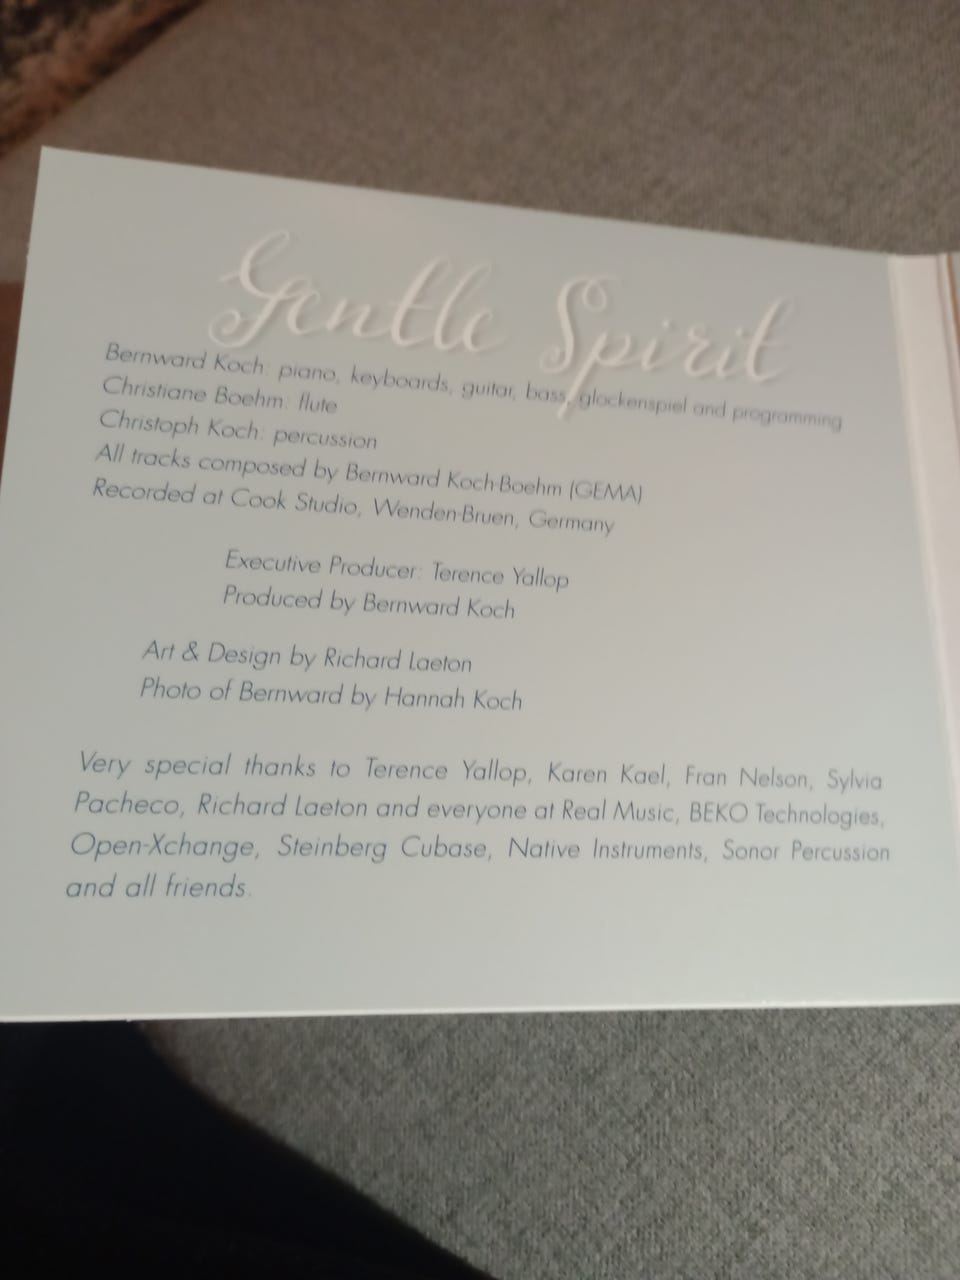 Gentle Spirit
Bernward Koch: piano, keyboards, guitar, bass, glockenspiel and programming
Christiane Boehm: flute
Christoph Koch: percussion
All tracks composed by Bernward Koch-Boehm (GEMA)
Recorded at Cook Studio, Wenden-Bruen, Germany
Executive Producer: Terence Yallop
Produced by Bernward Koch
Art & Design by Richard Laeton
Photo of Bernward by Hannah Koch
Very special thanks to Terence Yallop, Karen Kael, Fran Nelson, Sylvia
Pacheco, Richard Laeton and everyone at Real Music, BEKO Technologies,
Open-Xchange, Steinberg Cubase, Native Instruments, Sonor Percussion
and all friends.